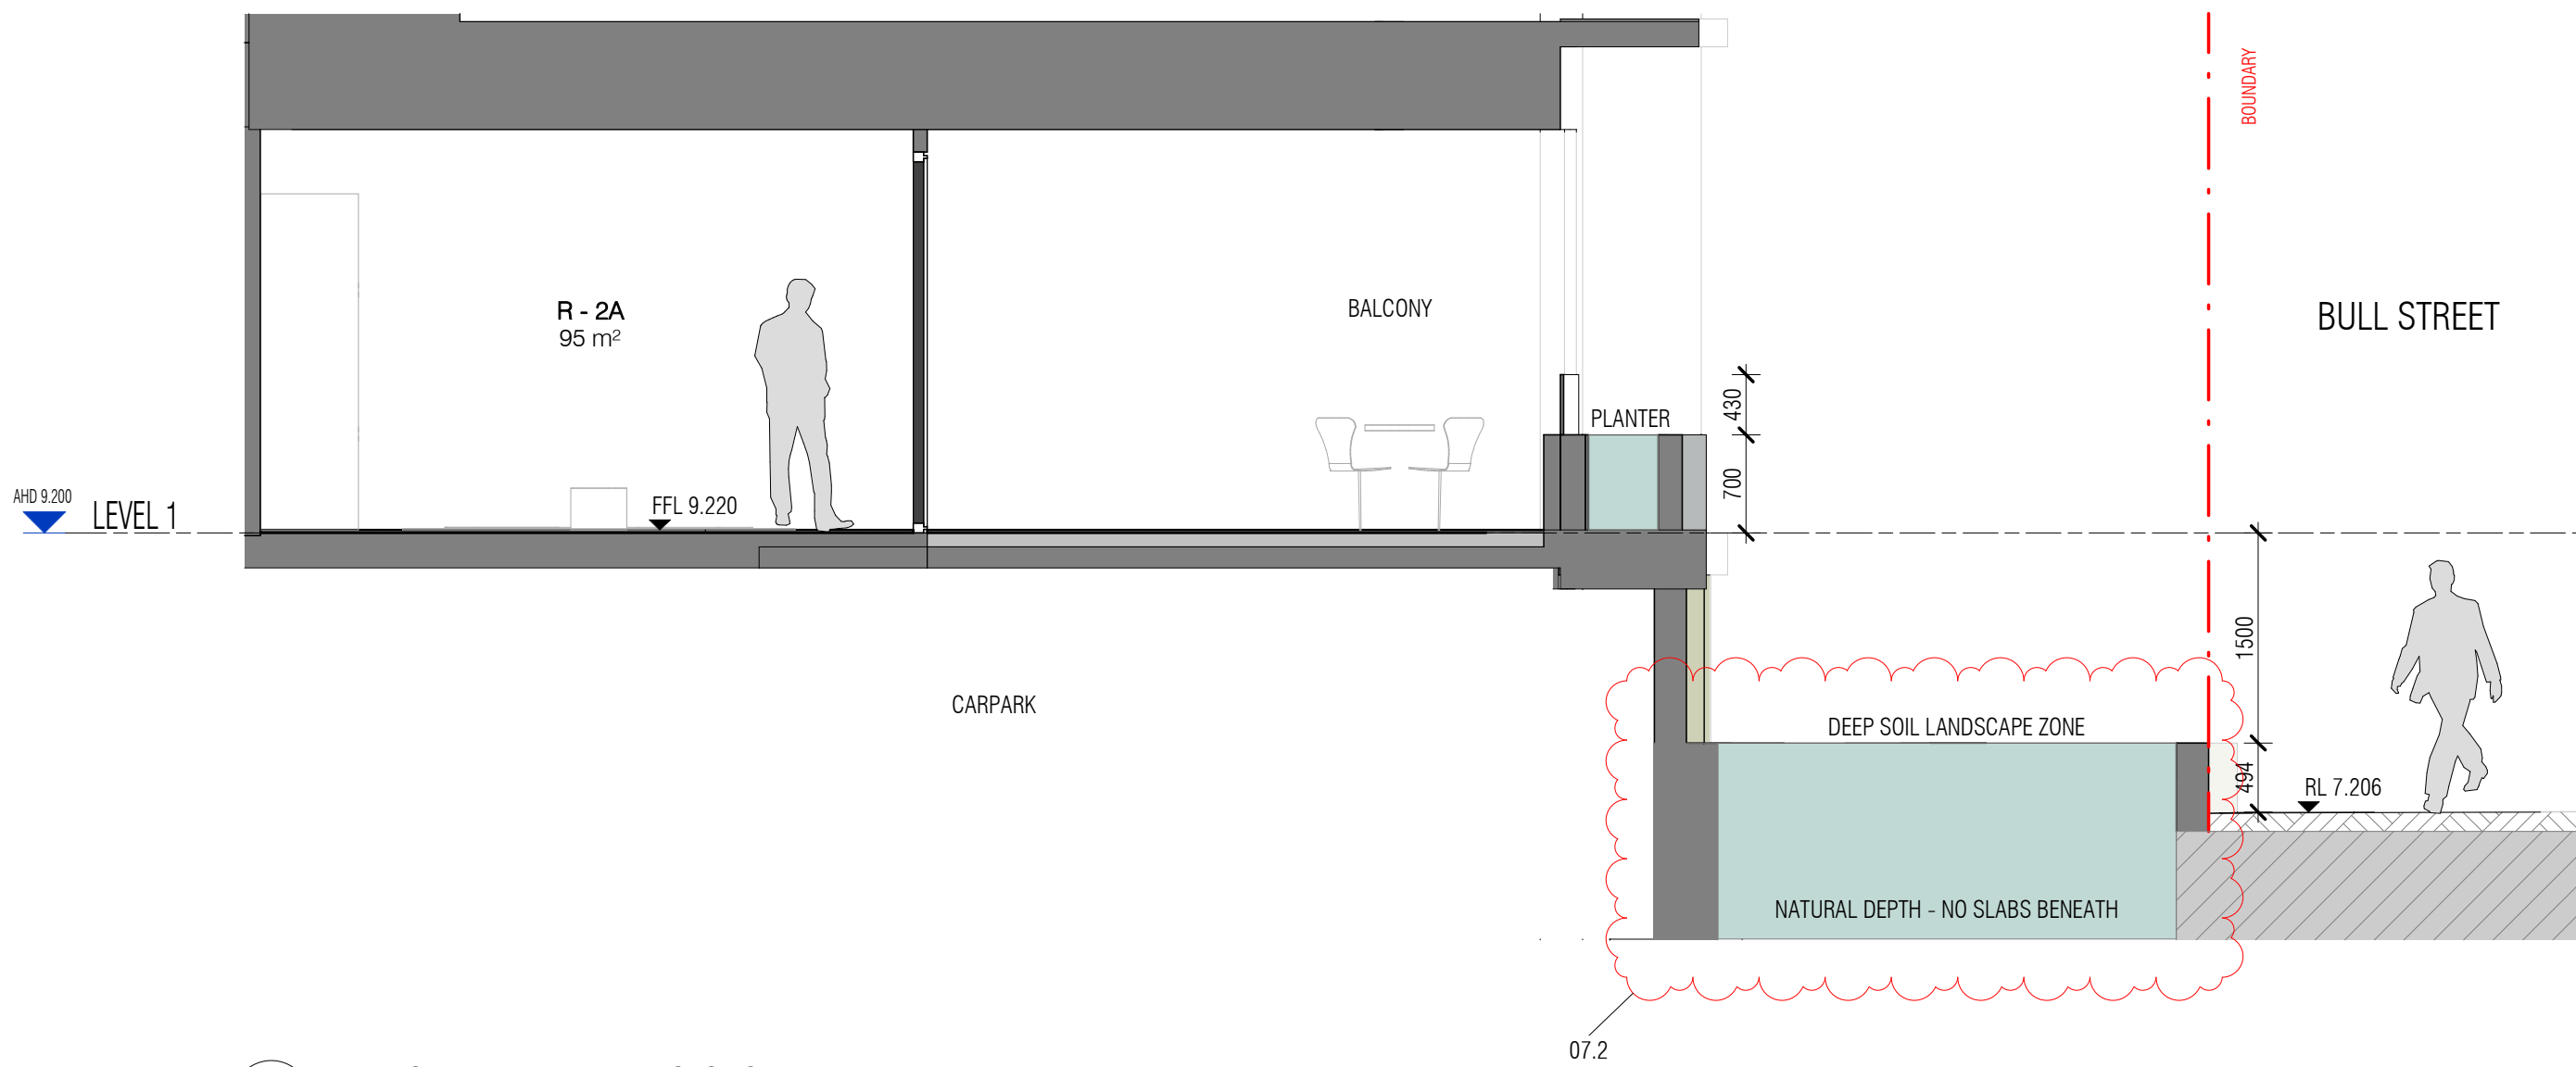 BOUNDARY
R - 2A
95 m²
BALCONY
BULL STREET
430
PLANTER
700
AHD 9.200
LEVEL 1
FFL 9.220
1500
CARPARK
DEEP SOIL LANDSCAPE ZONE
494
RL 7.206
NATURAL DEPTH - NO SLABS BENEATH
07.2